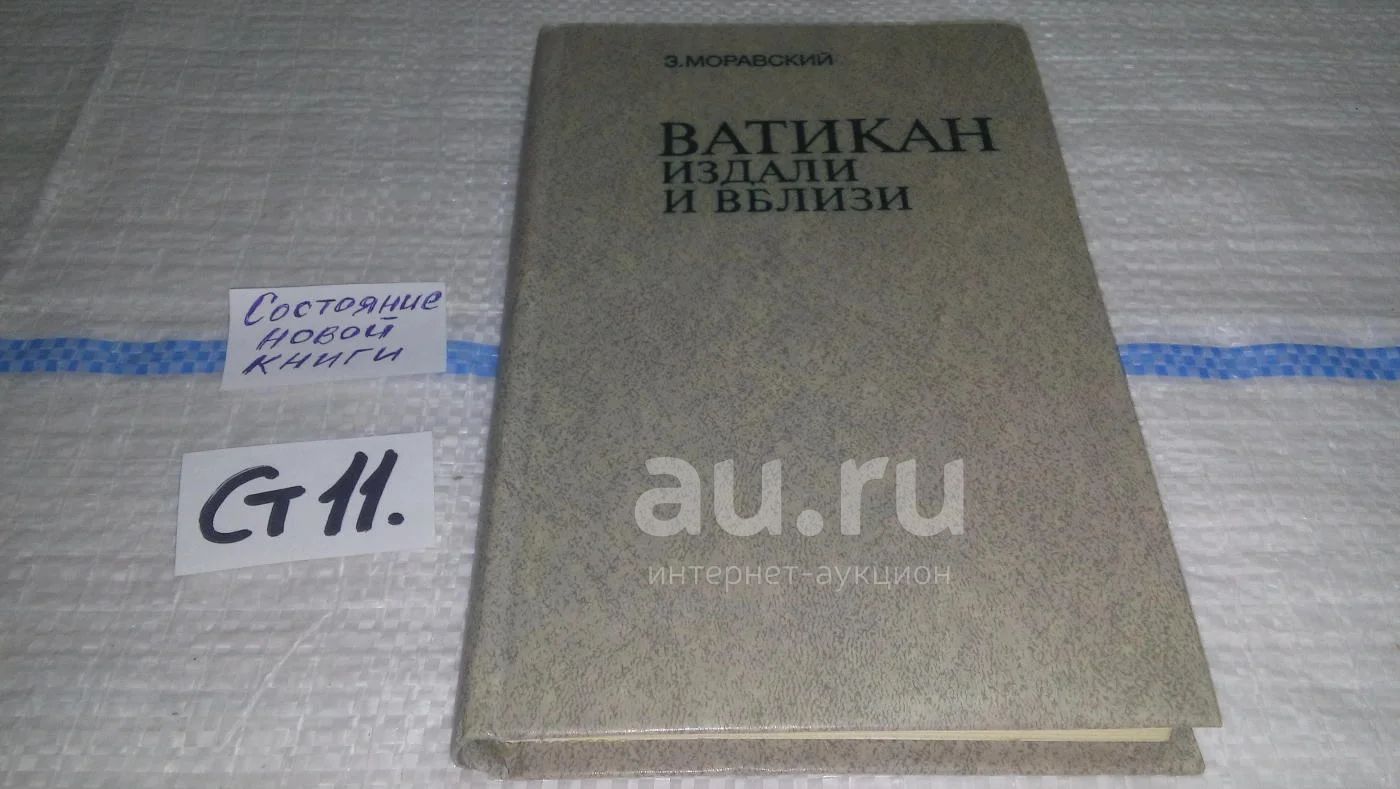 З.МОРАВСКИЙ
ВАТИКАН
ИЗДАЛИ
И ВБЛИЗИ
Состояние
новой
книги
Ст 11.
au.ru
интернет-аукцион